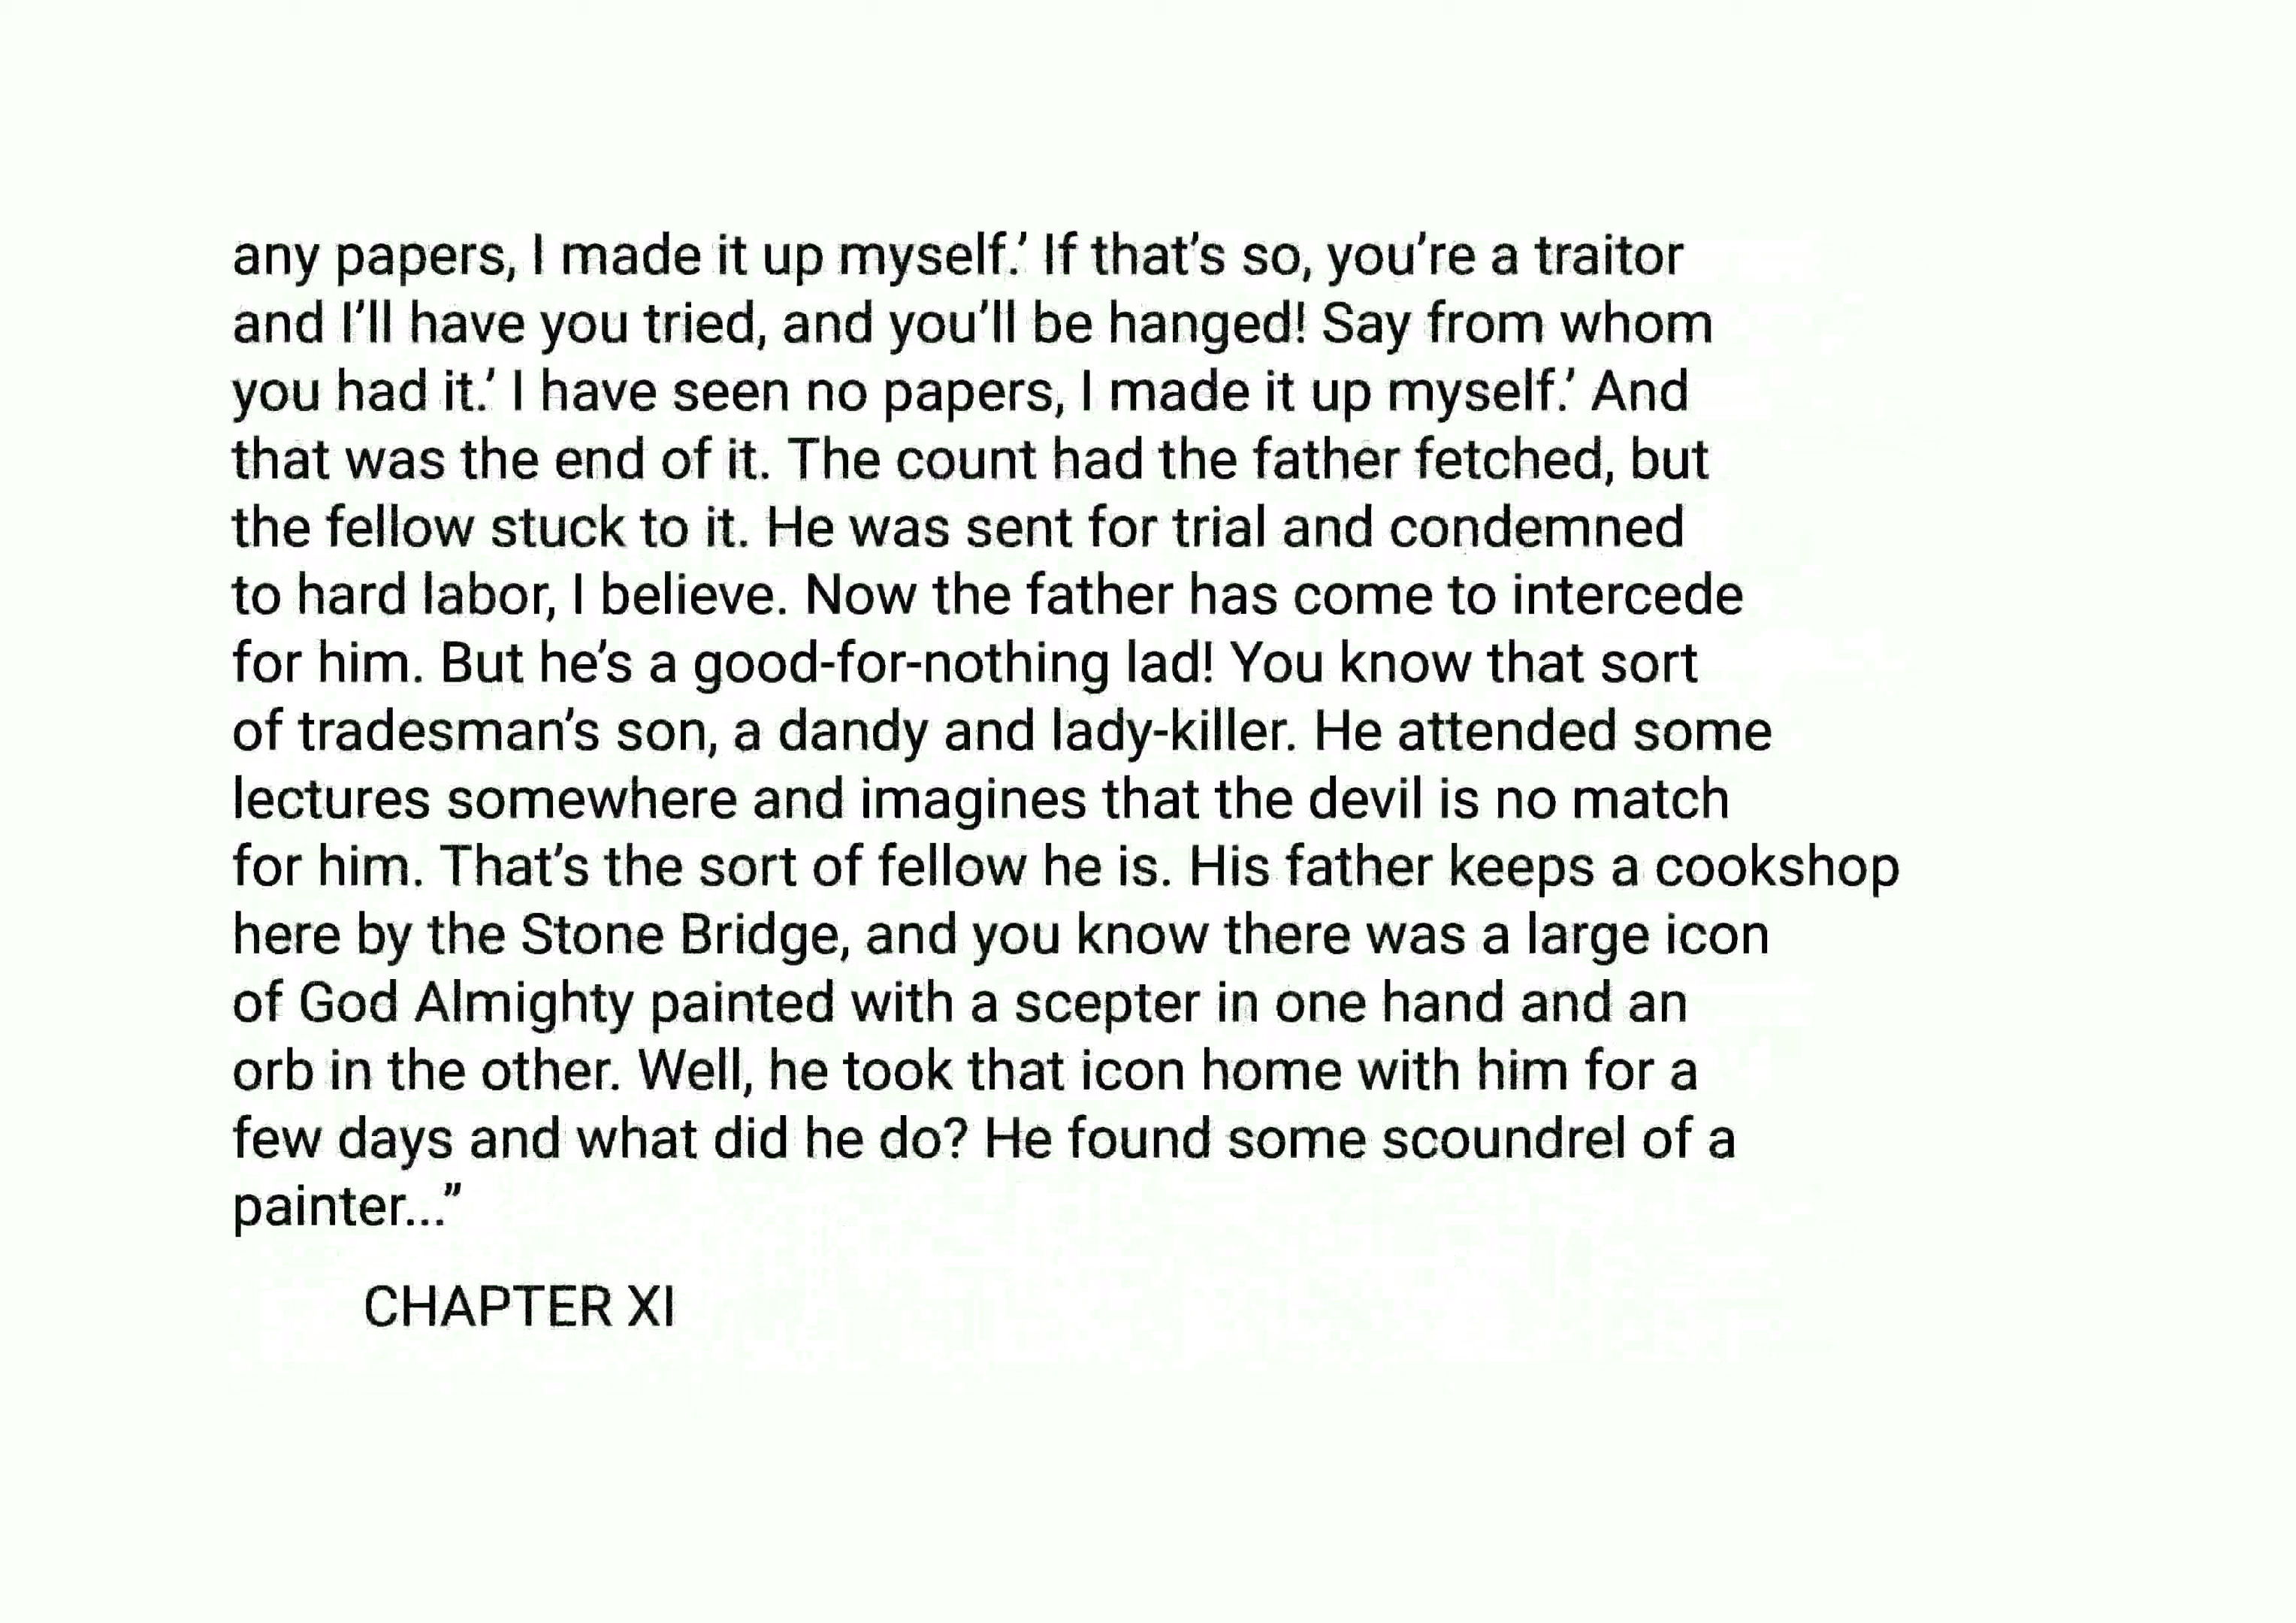 any papers, I made it up myself.’ If that’s so, you’re a traitor
and I’ll have you tried, and you’ll be hanged! Say from whom
you had it.’ I have seen no papers, I made it up myself.’ And
that was the end of it. The count had the father fetched, but
the fellow stuck to it. He was sent for trial and condemned
to hard labor, I believe. Now the father has come to intercede
for him. But he’s a good-for-nothing lad! You know that sort
of tradesman’s son, a dandy and lady-killer. He attended some
lectures somewhere and imagines that the devil is no match
for him. That’s the sort of fellow he is. His father keeps a cookshop
here by the Stone Bridge, and you know there was a large icon
of God Almighty painted with a scepter in one hand and an
orb in the other. Well, he took that icon home with him for a
few days and what did he do? He found some scoundrel of a
painter...”
CHAPTER XI